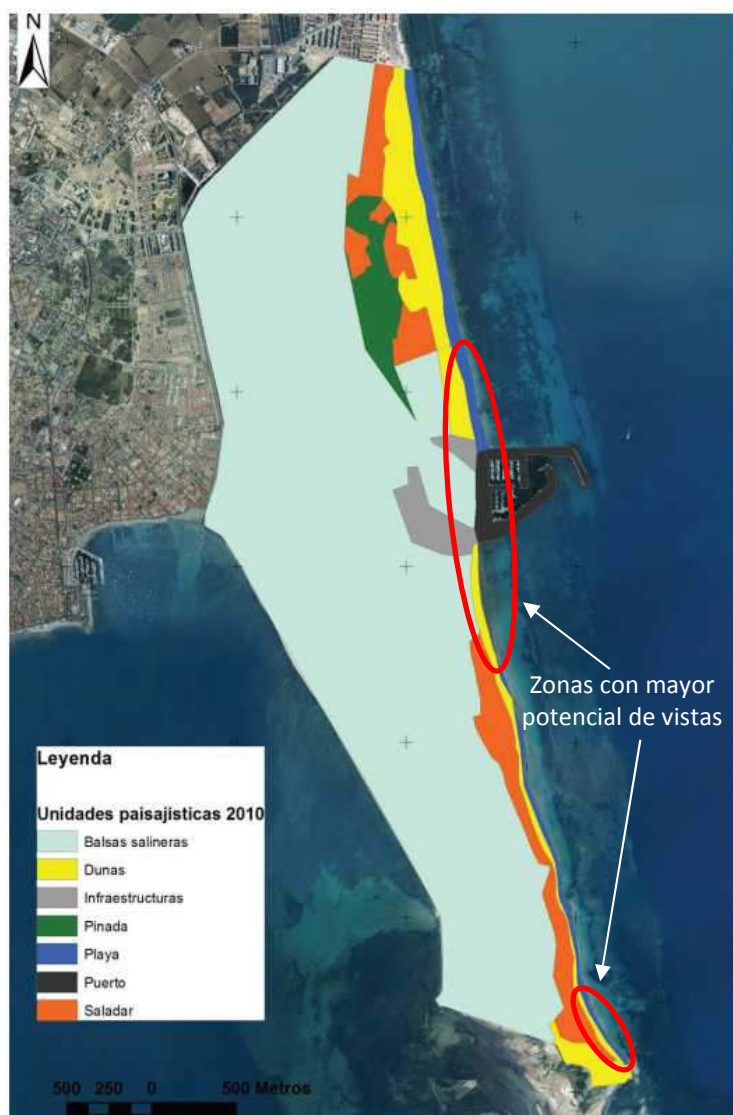 N
Zonas con mayor
potencial de vistas
Leyenda
Unidades paisajísticas 2010
Balsas salineras
Dunas
Infraestructuras
Pinada
Playa
Puerto
Saladar
500 250 0 500 Metros